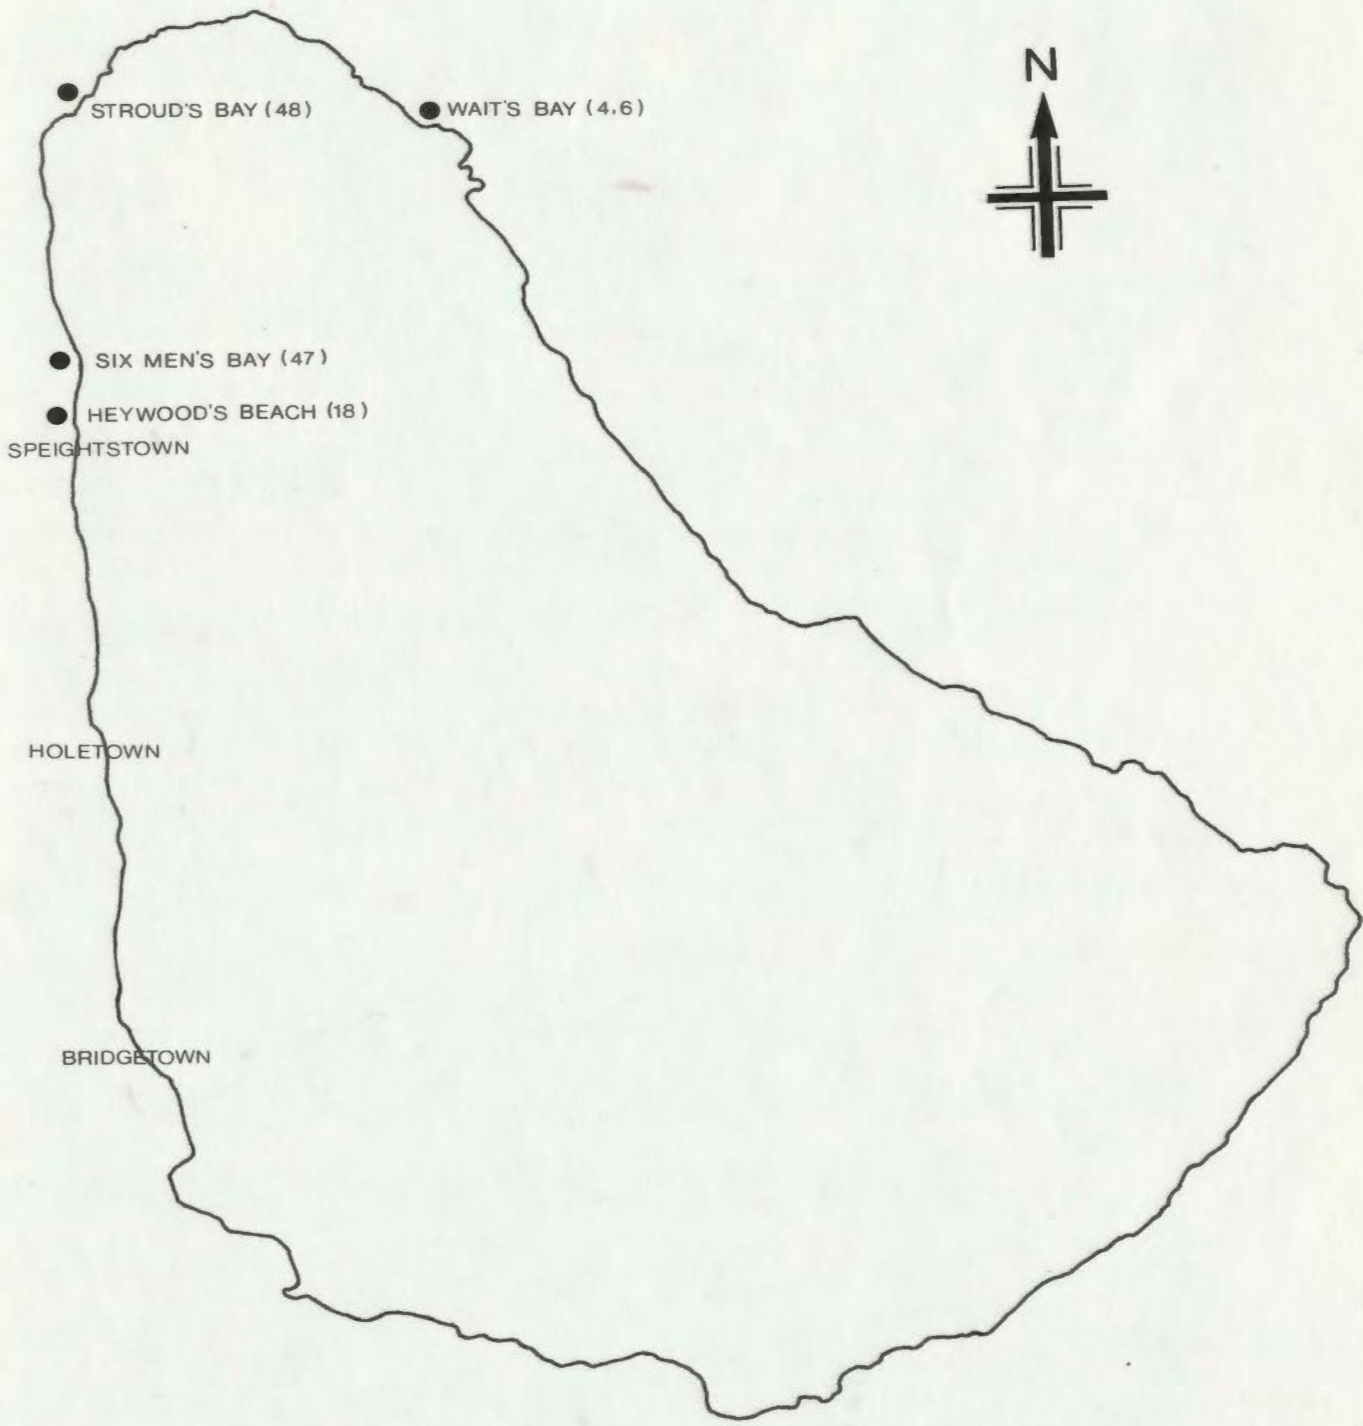 N
STROUD'S BAY (48)
WAIT'S BAY (4,6)
SIX MEN'S BAY (47)
HEYWOOD'S BEACH (18)
SPEIGHTSTOWN
HOLETOWN
BRIDGETOWN